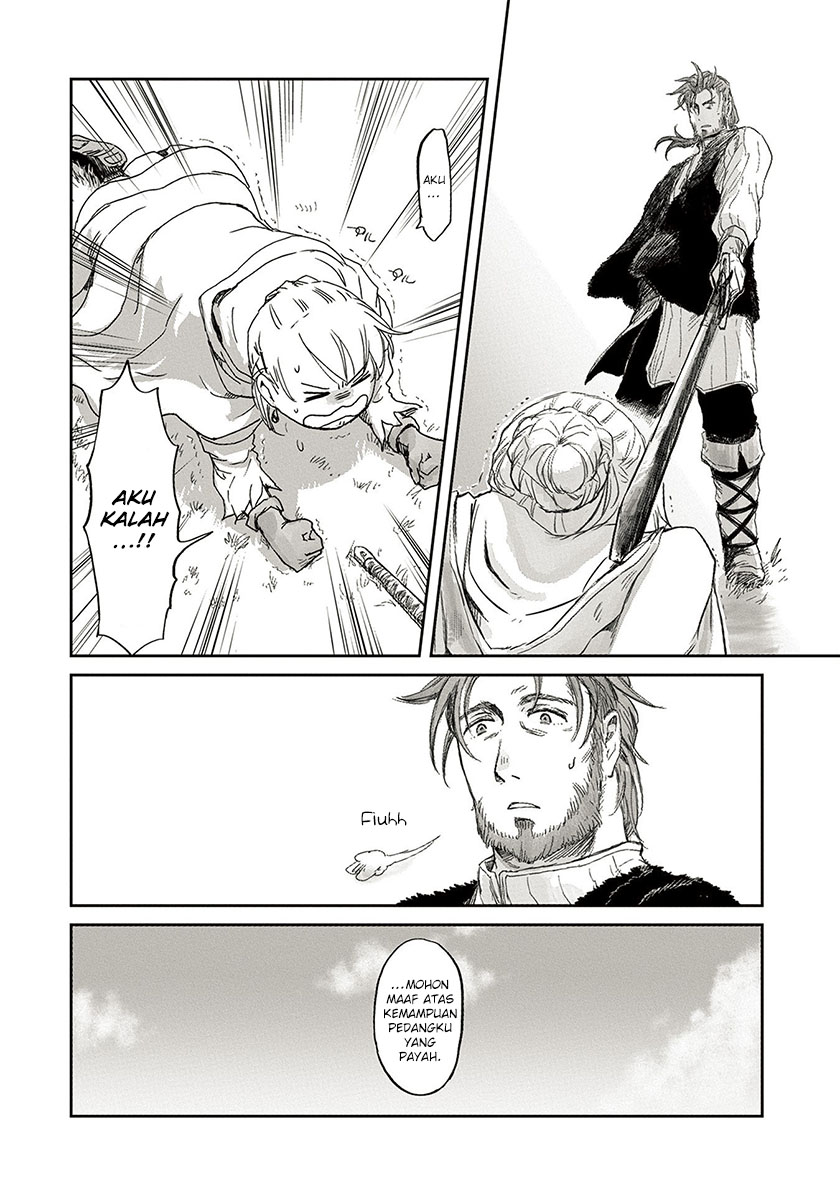 AKU
...
AKU
KALAH
...!!
Fiuhh
...MOHON
MAAF ATAS
KEMAMPUAN
PEDANGKU
YANG
PAYAH.